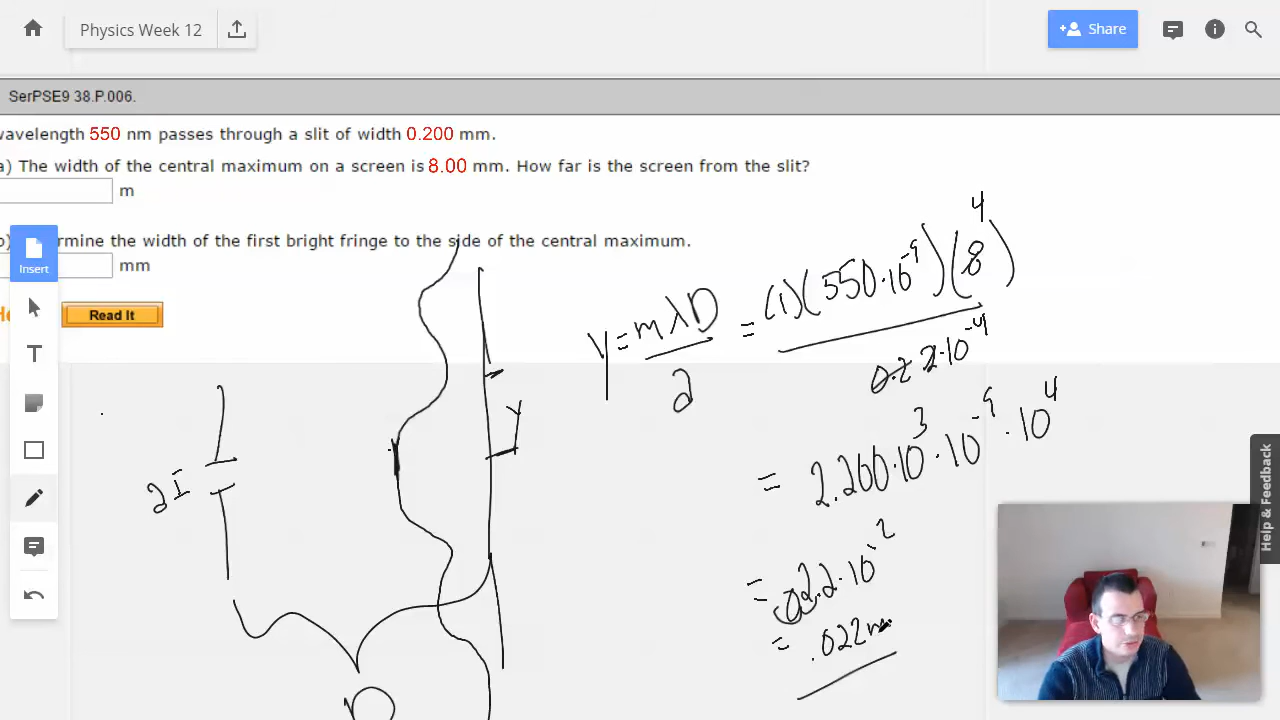 Physics Week 12
Share
SerPSE9 38.P.006.
wavelength 550 nm passes through a slit of width 0.200 mm.
a) The width of the central maximum on a screen is 8.00 mm. How far is the screen from the slit?
m
rmine the width of the first bright fringe to the side of the central maximum.
mm
Insert
Read It
T
Help & Feedback
4
y = mλD / a = (1)(550·10⁻⁹)(8) / 0.2 2·10⁻⁴
= 2.200·10³·10⁻⁹·10⁴
= 02.2·10⁻²
= .022m
y
D